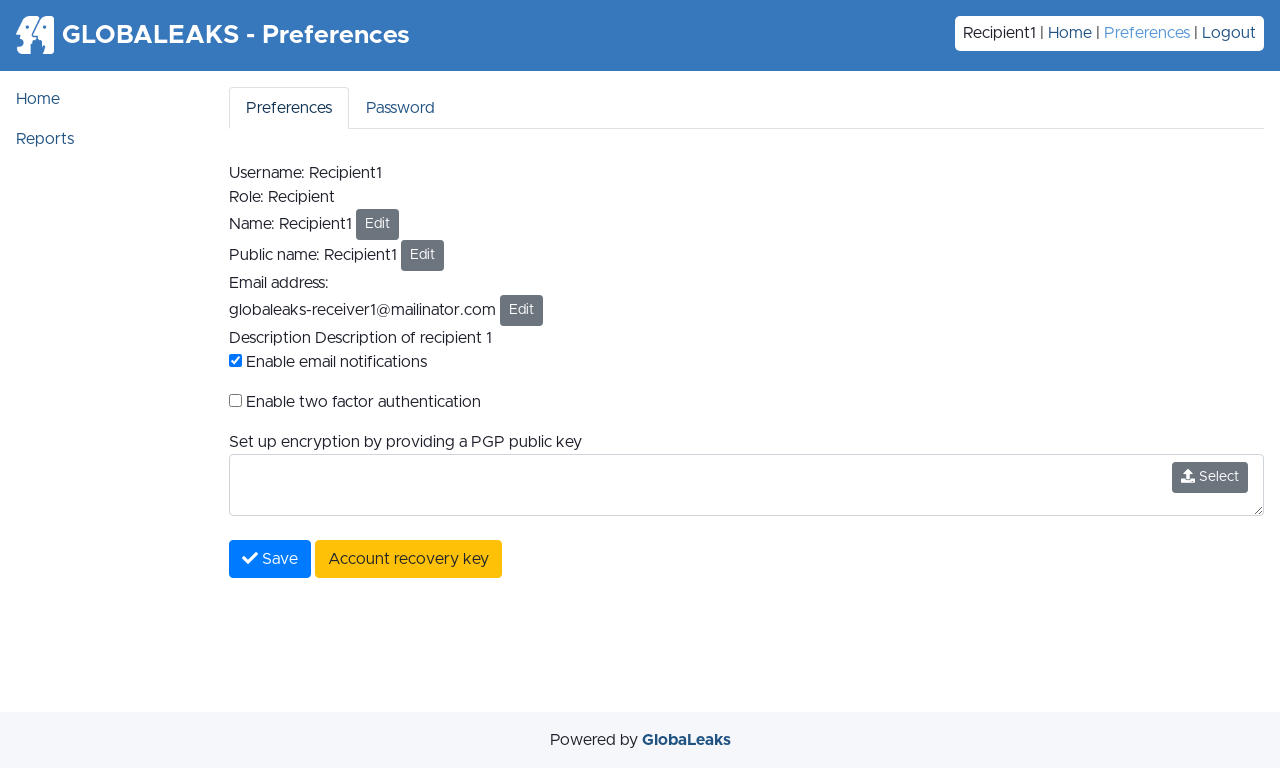 GLOBALEAKS - Preferences
Recipient1 | Home | Preferences | Logout
Home
Reports
Preferences
Password
Username: Recipient1
Role: Recipient
Name: Recipient1 Edit
Public name: Recipient1 Edit
Email address:
globaleaks-receiver1@mailinator.com Edit
Description Description of recipient 1
Enable email notifications
Enable two factor authentication
Set up encryption by providing a PGP public key
Select
Save
Account recovery key
Powered by GlobaLeaks